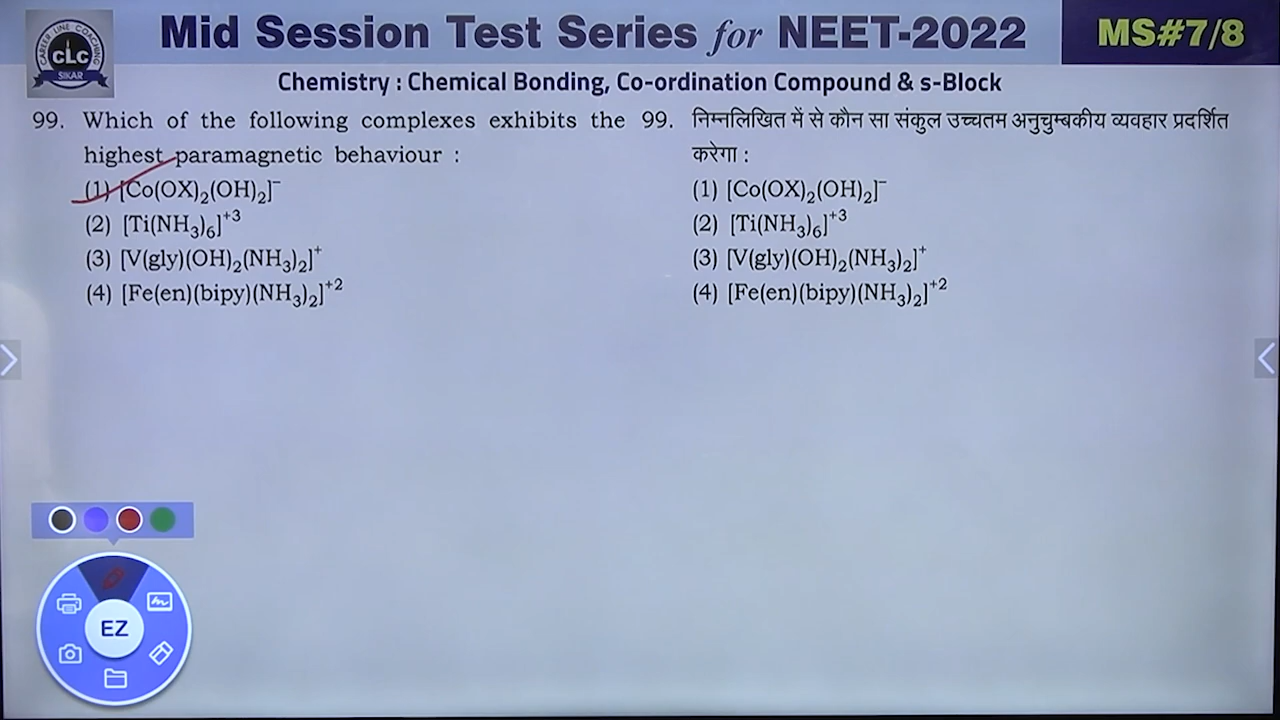 Mid Session Test Series for NEET-2022
MS#7/8
CAREER LINE COACHING
CLC
SIKAR
Chemistry : Chemical Bonding, Co-ordination Compound & s-Block
99. Which of the following complexes exhibits the
highest paramagnetic behaviour :
(1) [Co(OX)₂(OH)₂]⁻
(2) [Ti(NH₃)₆]⁺³
(3) [V(gly)(OH)₂(NH₃)₂]⁺
(4) [Fe(en)(bipy)(NH₃)₂]⁺²
99. निम्नलिखित में से कौन सा संकुल उच्चतम अनुचुम्बकीय व्यवहार प्रदर्शित
करेगा :
(1) [Co(OX)₂(OH)₂]⁻
(2) [Ti(NH₃)₆]⁺³
(3) [V(gly)(OH)₂(NH₃)₂]⁺
(4) [Fe(en)(bipy)(NH₃)₂]⁺²
EZ